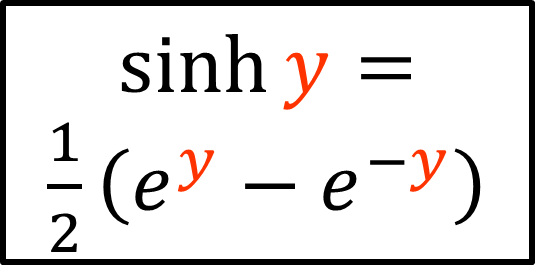 sinh y =
1/2 (e^y − e^−y)